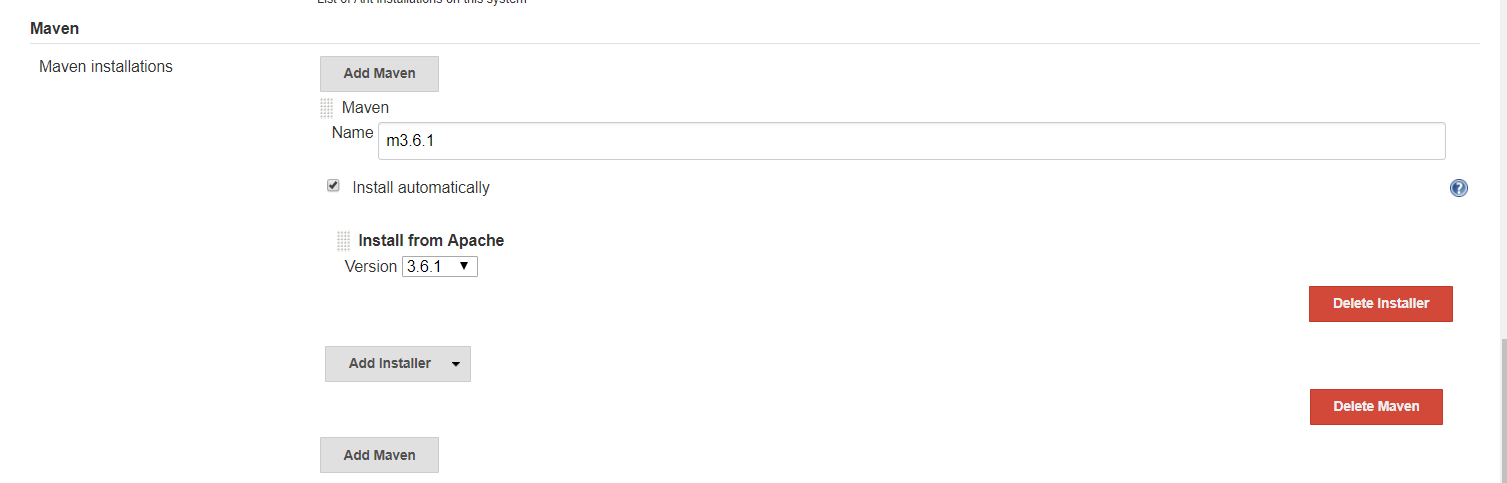 List of Ant installations on this system
Maven
Maven installations
Add Maven
Maven
Name m3.6.1
Install automatically
?
Install from Apache
Version 3.6.1
Delete Installer
Add Installer
Delete Maven
Add Maven